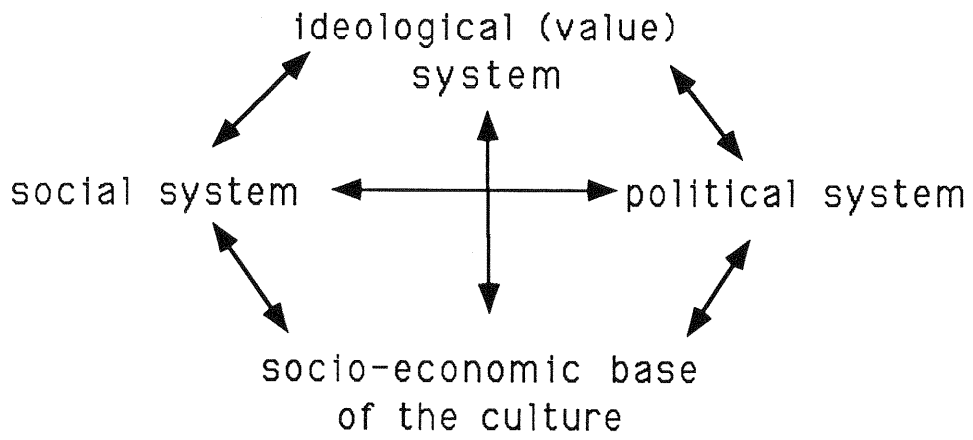 ideological (value)
system
social system
political system
socio-economic base
of the culture